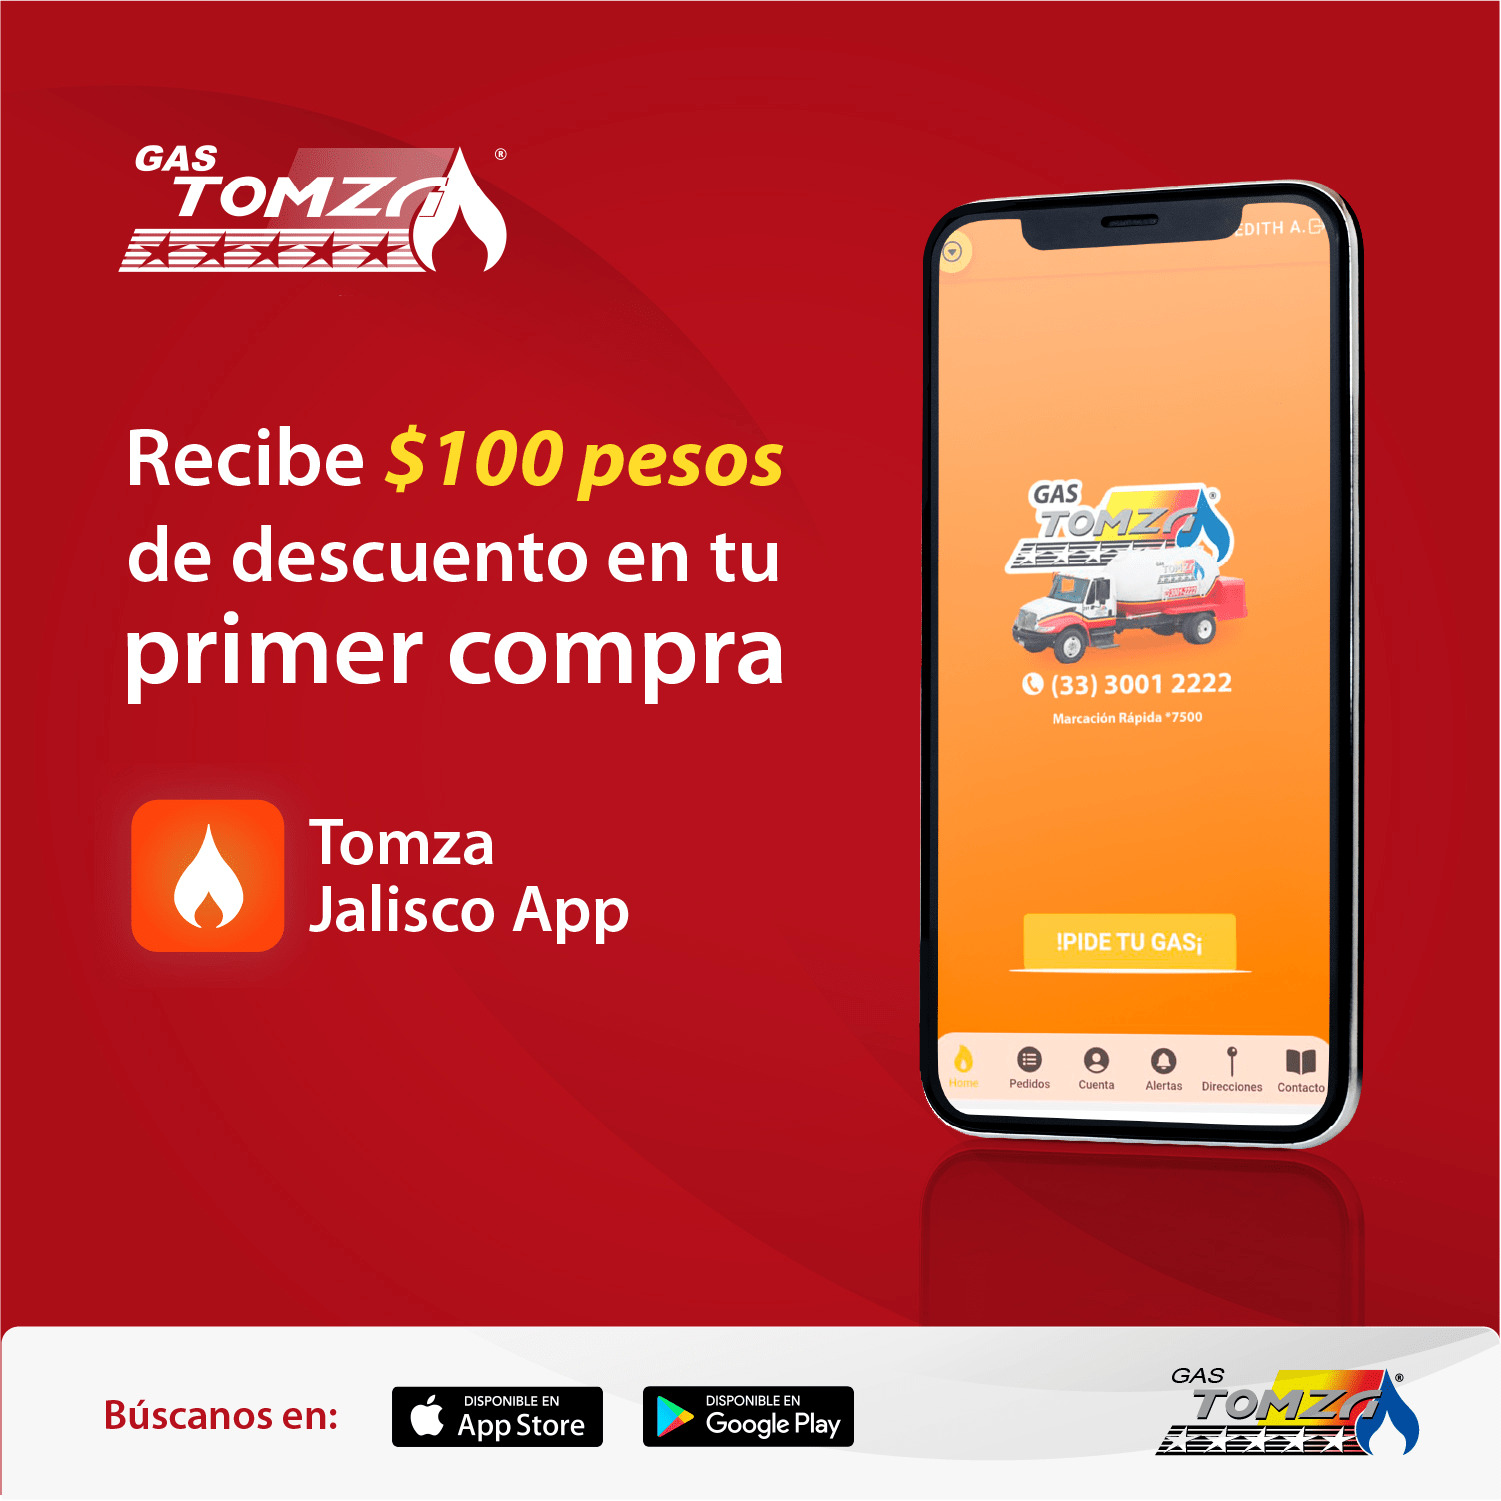 GAS
TOMZA
®
Recibe $100 pesos
de descuento en tu
primer compra
Tomza
Jalisco App
EDITH A.
GAS
TOMZA
®
(33) 3001 2222
Marcación Rápida *7500
!PIDE TU GAS¡
Home
Pedidos
Cuenta
Alertas
Direcciones
Contacto
Búscanos en:
DISPONIBLE EN
App Store
DISPONIBLE EN
Google Play
GAS
TOMZA
®